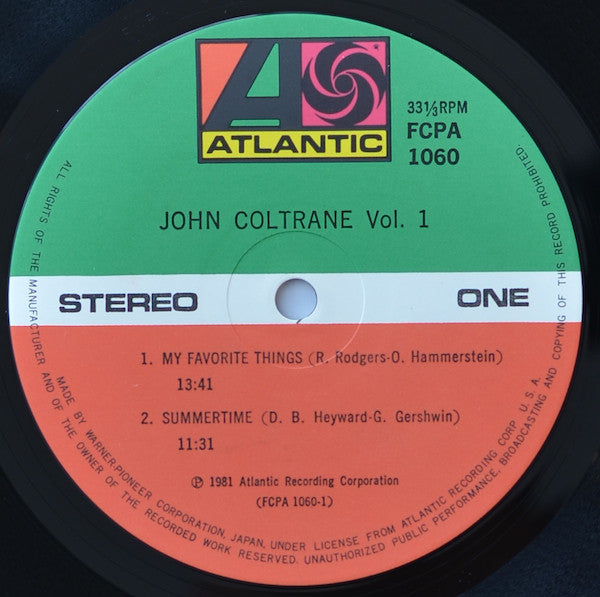 ATLANTIC
33⅓RPM
FCPA
1060
JOHN COLTRANE Vol. 1
STEREO
ONE
1. MY FAVORITE THINGS (R. Rodgers-O. Hammerstein)
13:41
2. SUMMERTIME (D. B. Heyward-G. Gershwin)
11:31
Ⓟ 1981 Atlantic Recording Corporation
(FCPA 1060-1)
MADE BY WARNER-PIONEER CORPORATION, JAPAN, UNDER LICENSE FROM ATLANTIC RECORDING CORP. U.S.A.
ALL RIGHTS OF THE MANUFACTURER AND OF THE OWNER OF THE RECORDED WORK RESERVED. UNAUTHORIZED PUBLIC PERFORMANCE, BROADCASTING AND COPYING OF THIS RECORD PROHIBITED.